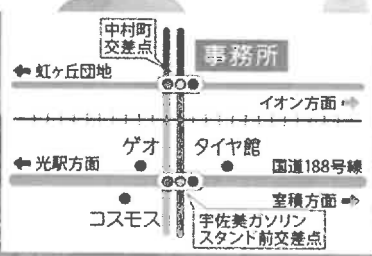 中村町
交差点
事務所
虹ヶ丘団地
イオン方面
ゲオ
タイヤ館
光駅方面
国道188号線
室積方面
コスモス
宇佐美ガソリン
スタンド前交差点